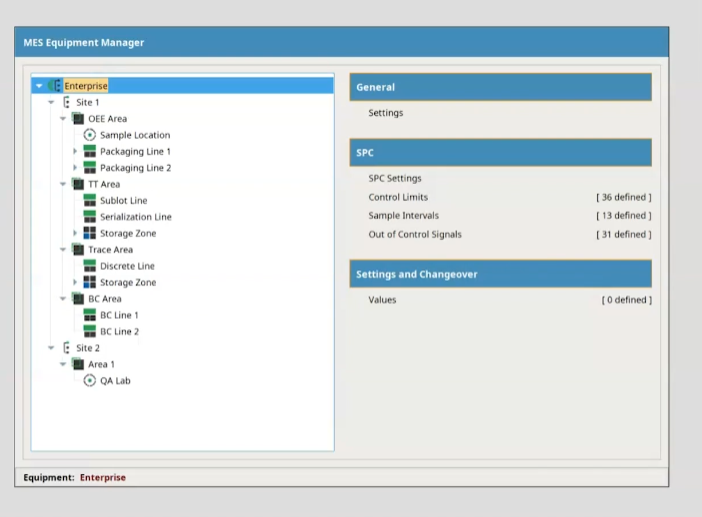 MES Equipment Manager
Enterprise
Site 1
OEE Area
Sample Location
Packaging Line 1
Packaging Line 2
TT Area
Sublot Line
Serialization Line
Storage Zone
Trace Area
Discrete Line
Storage Zone
BC Area
BC Line 1
BC Line 2
Site 2
Area 1
QA Lab
General
Settings
SPC
SPC Settings
Control Limits [ 36 defined ]
Sample Intervals [ 13 defined ]
Out of Control Signals [ 31 defined ]
Settings and Changeover
Values [ 0 defined ]
Equipment: Enterprise